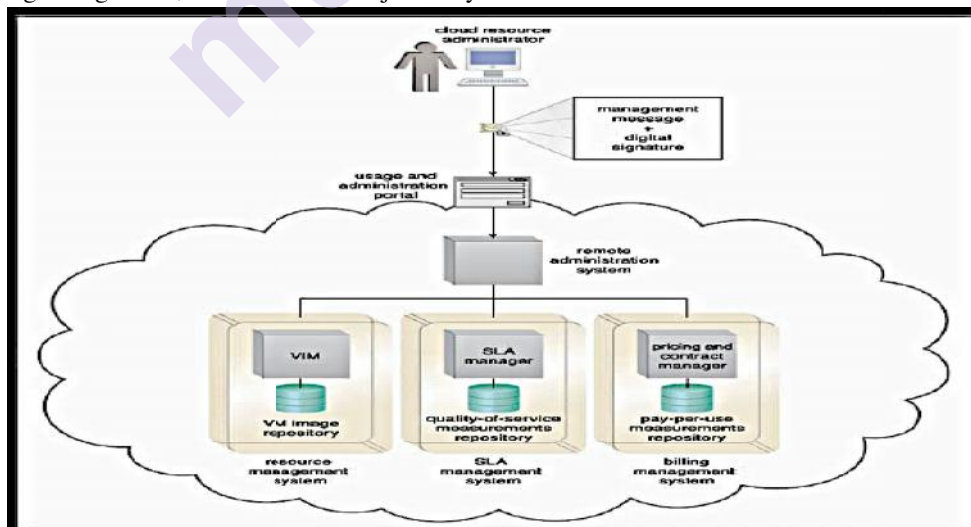 cloud resource
administrator
management
message
+
digital
signature
usage and
administration
portal
remote
administration
system
VIM
VM image
repository
resource
management
system
SLA
manager
quality-of-service
measurements
repository
SLA
management
system
pricing and
contract
manager
pay-per-use
measurements
repository
billing
management
system